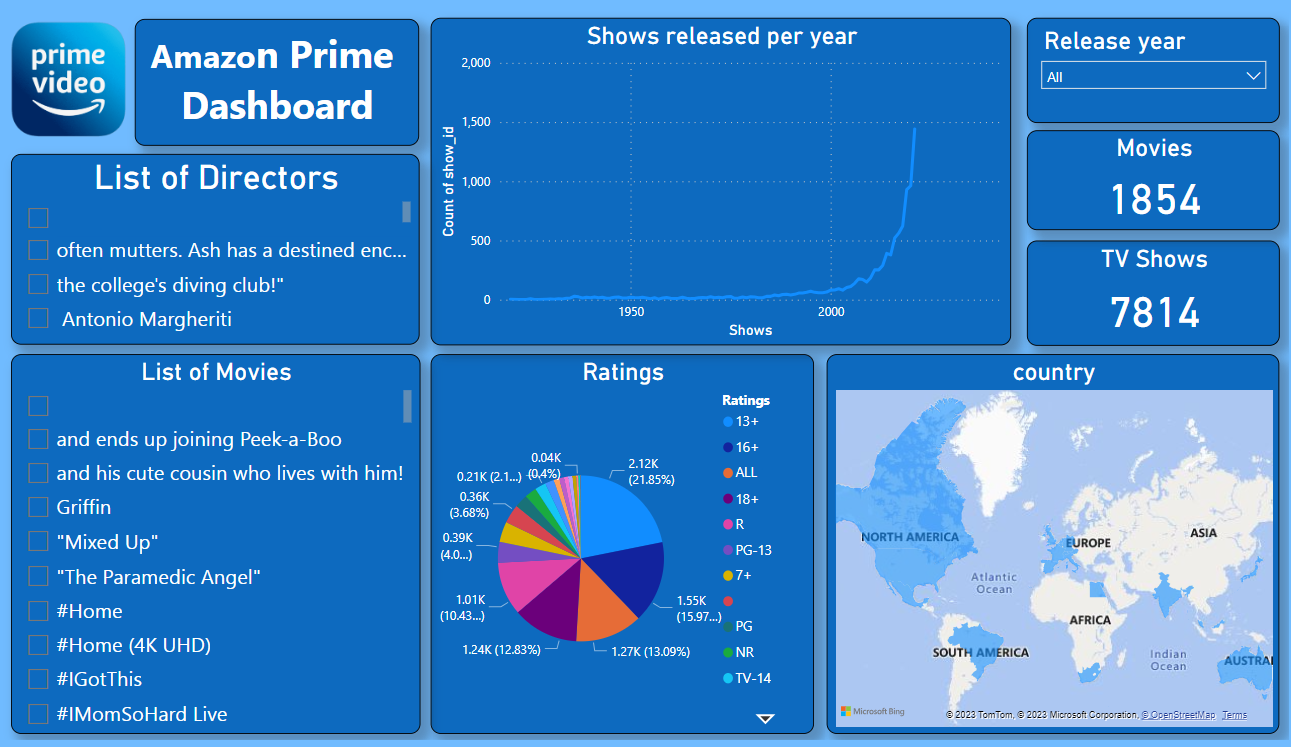 prime
video
Amazon Prime
Dashboard
List of Directors
often mutters. Ash has a destined enc...
the college's diving club!"
Antonio Margheriti
Shows released per year
Count of show_id
2,000
1,500
1,000
500
0
1950
2000
Shows
Release year
All
Movies
1854
TV Shows
7814
List of Movies
and ends up joining Peek-a-Boo
and his cute cousin who lives with him!
Griffin
"Mixed Up"
"The Paramedic Angel"
#Home
#Home (4K UHD)
#IGotThis
#IMomSoHard Live
Ratings
0.04K
(0.4%)
0.21K (2.1...)
0.36K
(3.68%)
0.39K
(4.0...)
1.01K
(10.43...)
1.24K (12.83%)
1.27K (13.09%)
1.55K
(15.97...)
2.12K
(21.85%)
Ratings
13+
16+
ALL
18+
R
PG-13
7+
PG
NR
TV-14
country
NORTH AMERICA
EUROPE
ASIA
Atlantic
Ocean
AFRICA
SOUTH AMERICA
Indian
Ocean
AUSTRAI
Microsoft Bing
© 2023 TomTom, © 2023 Microsoft Corporation, © OpenStreetMap Terms